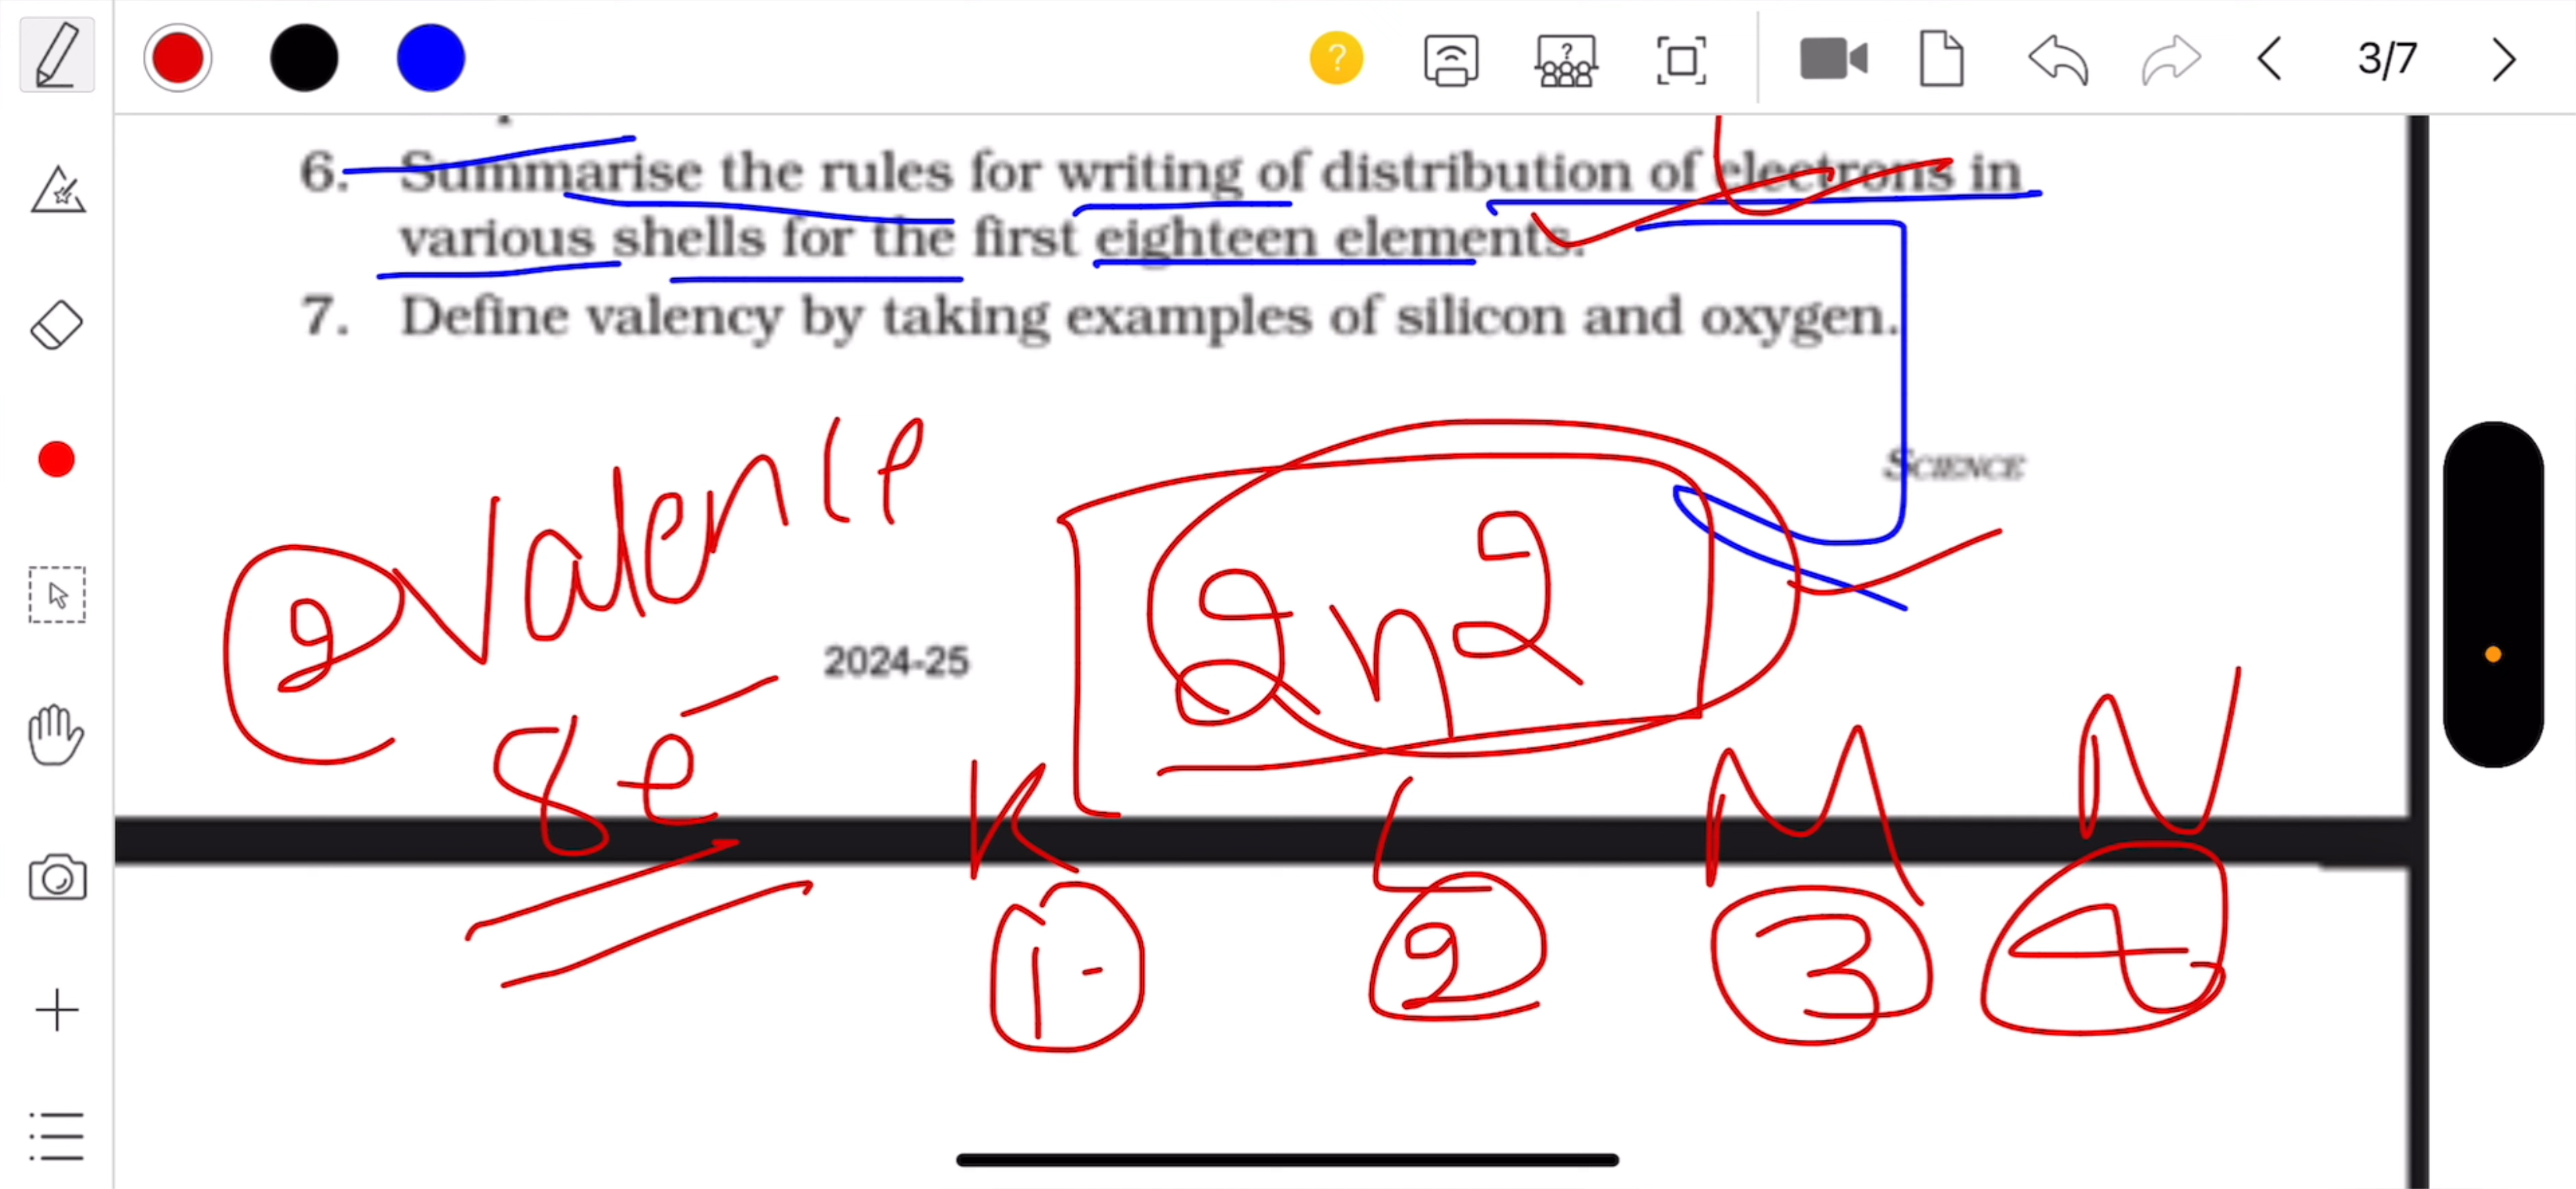 3/7
6. Summarise the rules for writing of distribution of electrons in
various shells for the first eighteen elements.
7. Define valency by taking examples of silicon and oxygen.
SCIENCE
2
2n2
2024-25
8e-
K L M N
1 2 3 4